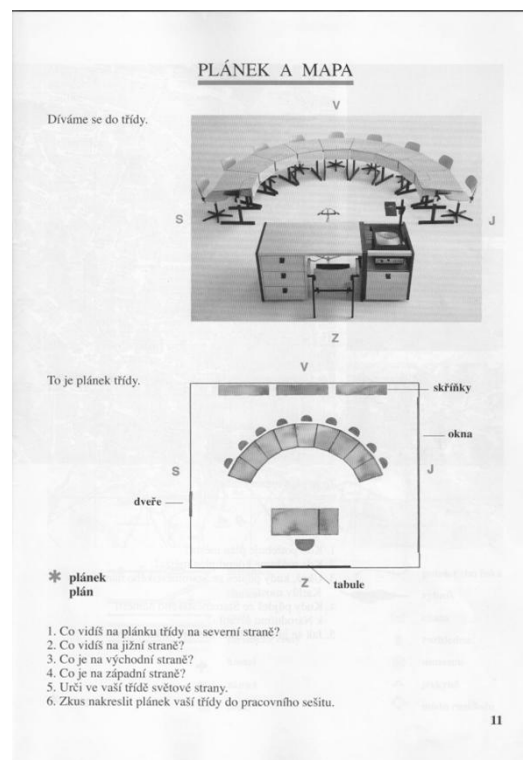 PLÁNEK A MAPA
Díváme se do třídy.
V
S
J
Z
To je plánek třídy.
V
skříňky
okna
S
J
dveře
Z
tabule
* plánek
plán
1. Co vidíš na plánku třídy na severní straně?
2. Co vidíš na jižní straně?
3. Co je na východní straně?
4. Co je na západní straně?
5. Urči ve vaší třídě světové strany.
6. Zkus nakreslit plánek vaší třídy do pracovního sešitu.
11